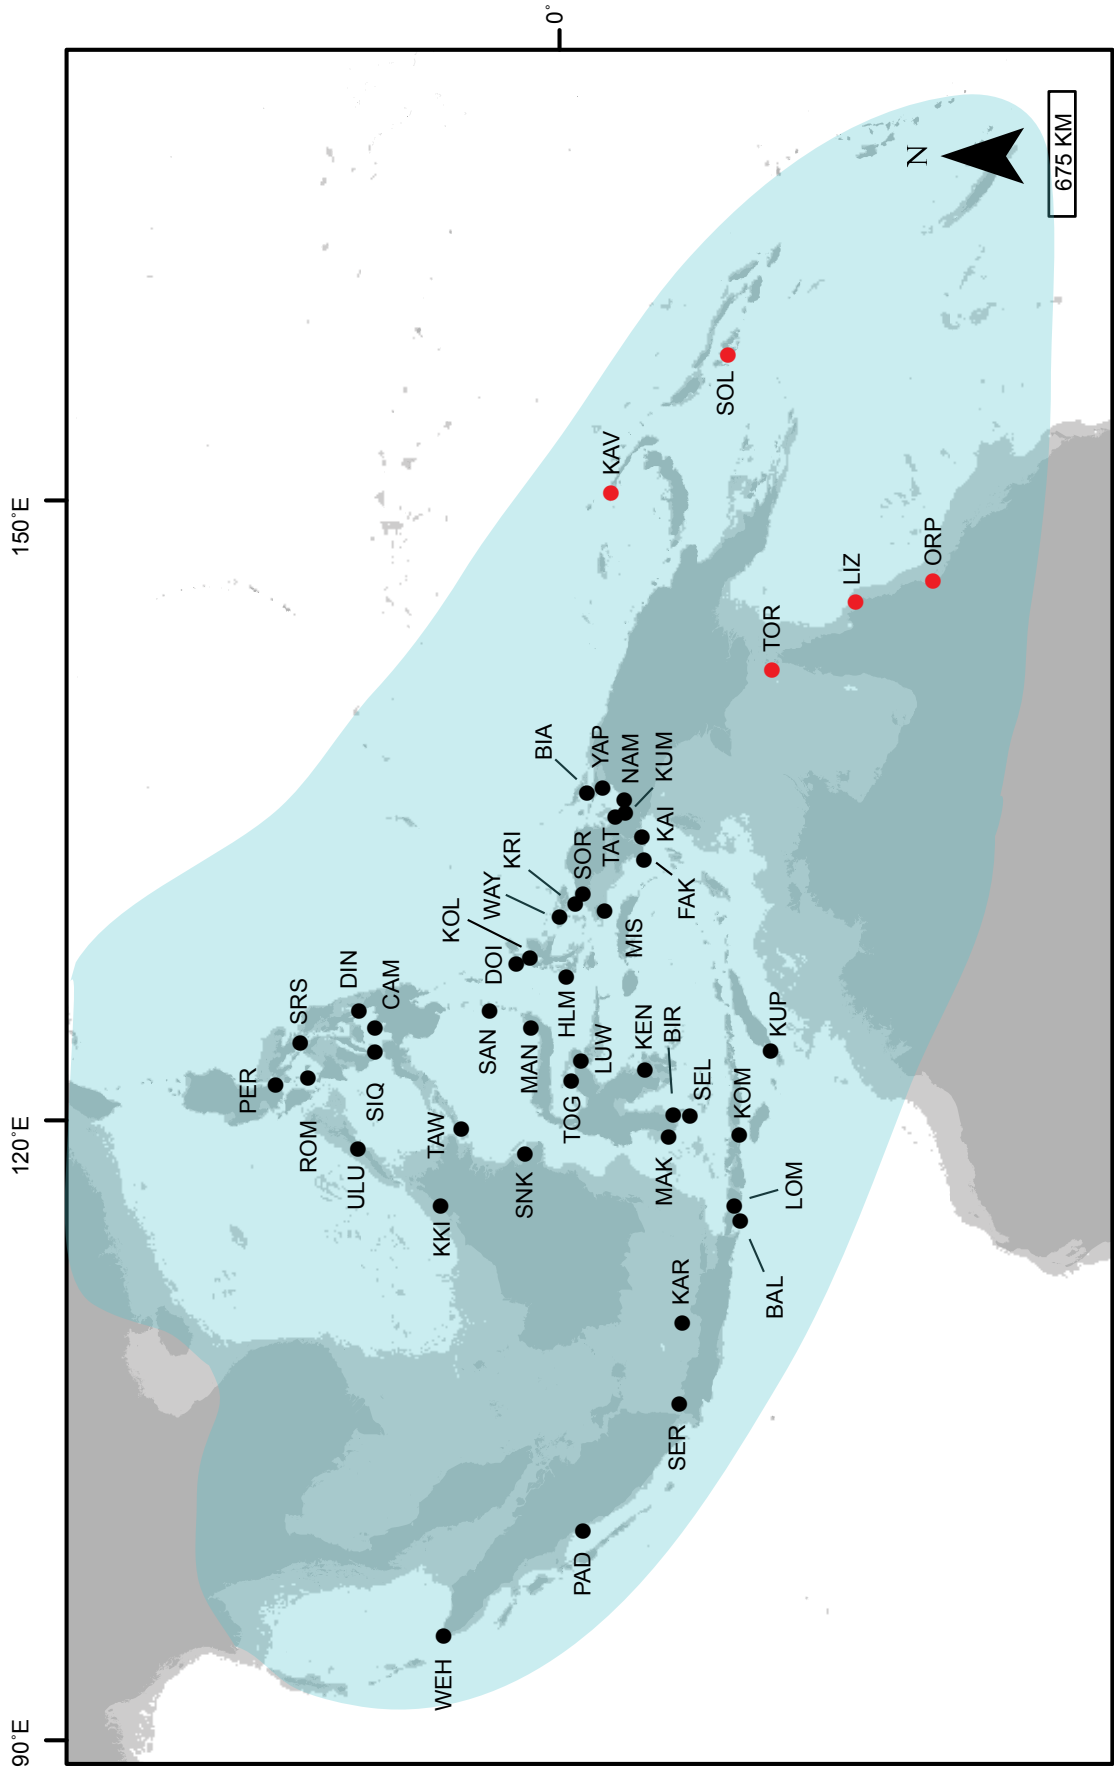 90°E
120°E
150°E
0°
N
675 KM
PER
SRS
DIN
CAM
ROM
SIQ
ULU
TAW
KKI
SNK
SAN
MAN
DOI
KOL
WAY
KRI
SOR
HLM
TOG
LUW
MIS
BIA
YAP
NAM
KUM
TAT
KAI
FAK
KEN
BIR
SEL
MAK
KOM
KUP
LOM
BAL
KAR
SER
PAD
WEH
KAV
SOL
TOR
LIZ
ORP